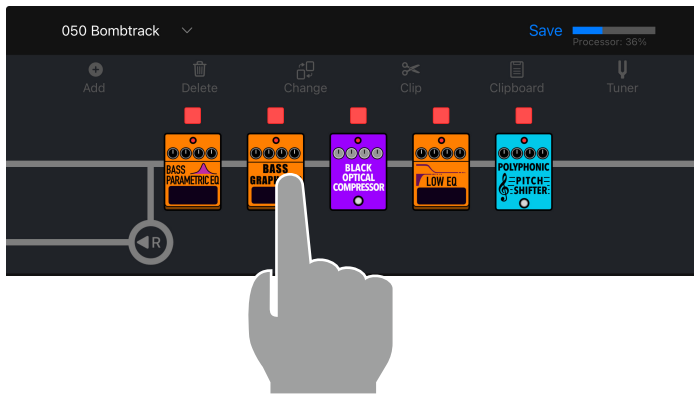 050 Bombtrack
Save
Processor: 36%
Add
Delete
Change
Clip
Clipboard
Tuner
BASS
PARAMETRIC EQ
BASS
BLACK
OPTICAL
COMPRESSOR
LOW EQ
POLYPHONIC
PITCH
SHIFTER
R